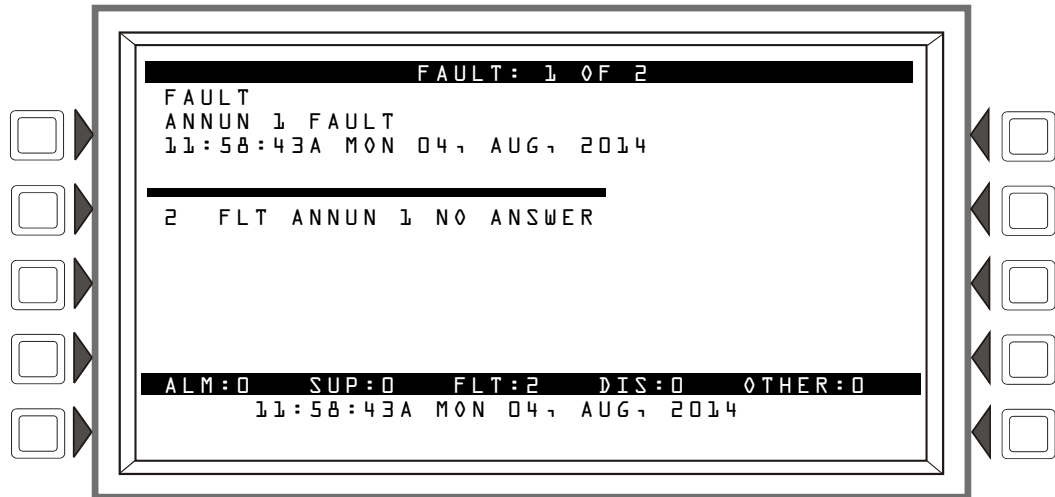 FAULT: 1 OF 2
FAULT
ANNUN 1 FAULT
11:58:43A MON 04, AUG, 2014
2 FLT ANNUN 1 NO ANSWER
ALM:0 SUP:0 FLT:2 DIS:0 OTHER:0
11:58:43A MON 04, AUG, 2014